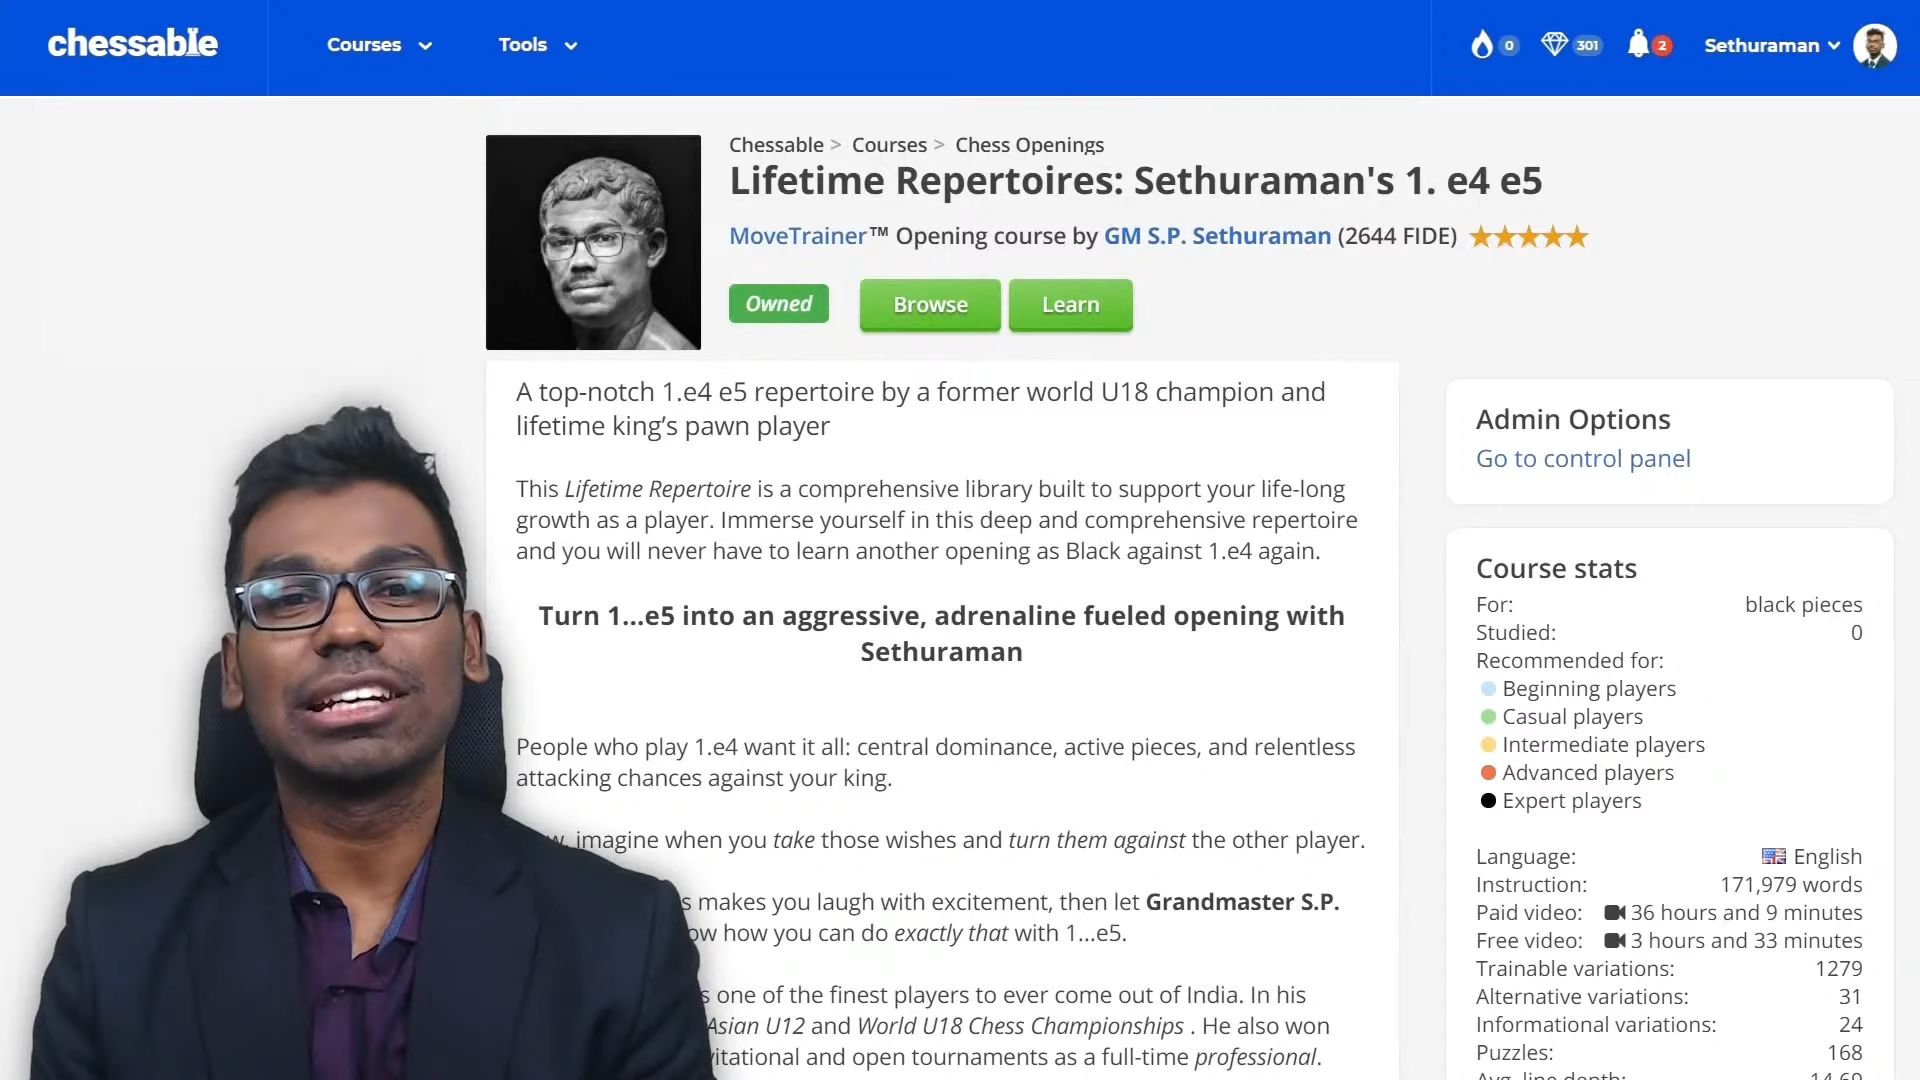 chessable
Courses
Tools
0
301
2
Sethuraman
Chessable > Courses > Chess Openings
Lifetime Repertoires: Sethuraman's 1. e4 e5
MoveTrainer™ Opening course by GM S.P. Sethuraman (2644 FIDE)
Owned
Browse
Learn
A top-notch 1.e4 e5 repertoire by a former world U18 champion and
lifetime king’s pawn player
This Lifetime Repertoire is a comprehensive library built to support your life-long
growth as a player. Immerse yourself in this deep and comprehensive repertoire
and you will never have to learn another opening as Black against 1.e4 again.
Turn 1...e5 into an aggressive, adrenaline fueled opening with
Sethuraman
People who play 1.e4 want it all: central dominance, active pieces, and relentless
attacking chances against your king.
imagine when you take those wishes and turn them against the other player.
makes you laugh with excitement, then let Grandmaster S.P.
how you can do exactly that with 1...e5.
one of the finest players to ever come out of India. In his
Asian U12 and World U18 Chess Championships . He also won
and open tournaments as a full-time professional.
Admin Options
Go to control panel
Course stats
For: black pieces
Studied: 0
Recommended for:
Beginning players
Casual players
Intermediate players
Advanced players
Expert players
Language: English
Instruction: 171,979 words
Paid video: 36 hours and 9 minutes
Free video: 3 hours and 33 minutes
Trainable variations: 1279
Alternative variations: 31
Informational variations: 24
Puzzles: 168
Avg. line depth: 14.69